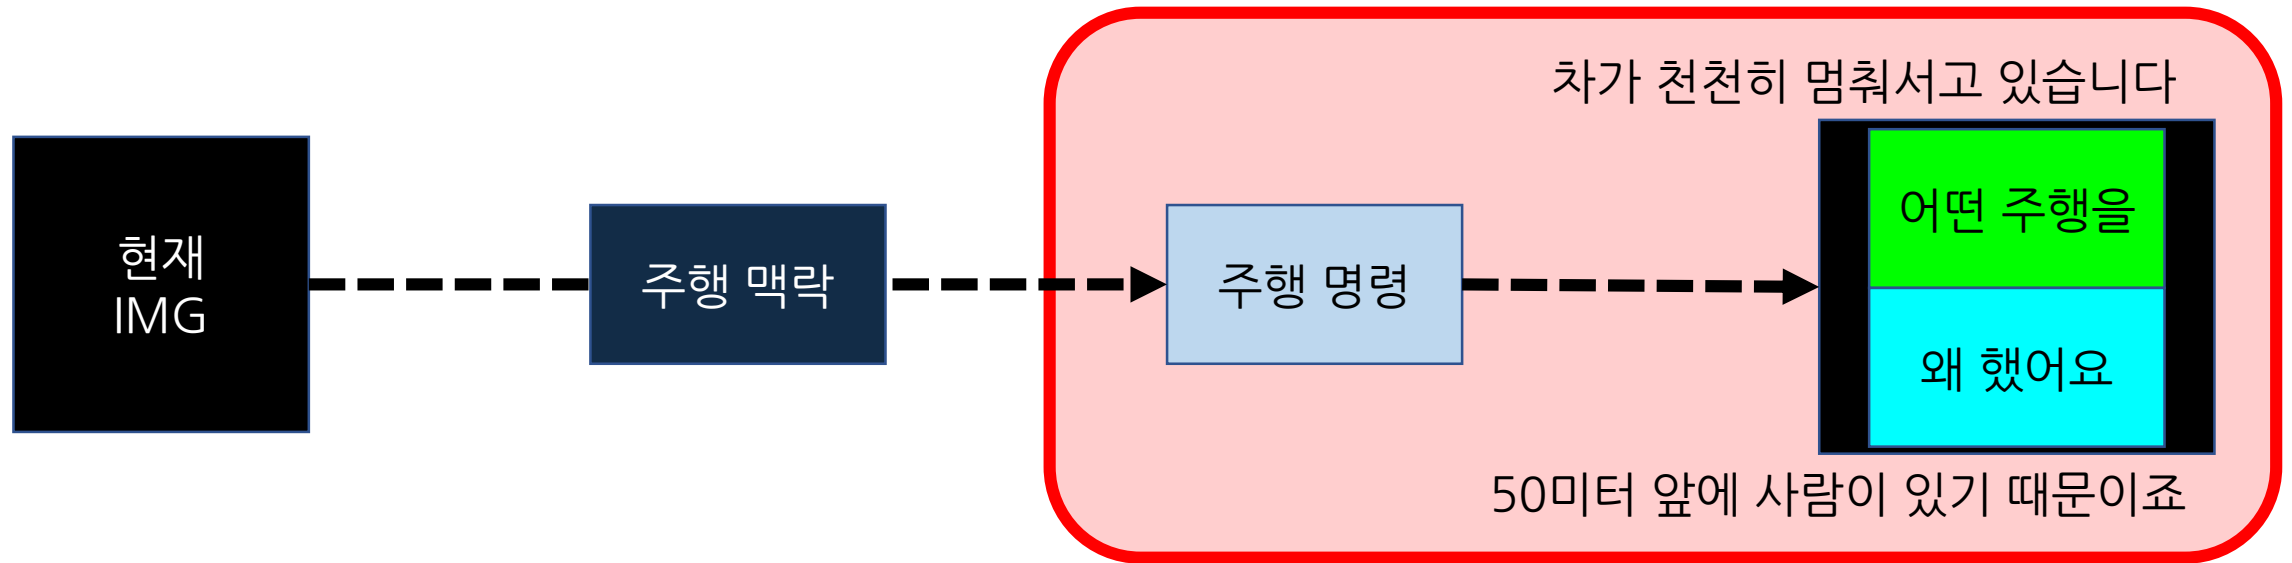 현재
IMG
주행 맥락
주행 명령
차가 천천히 멈춰서고 있습니다
어떤 주행을
왜 했어요
50미터 앞에 사람이 있기 때문이죠